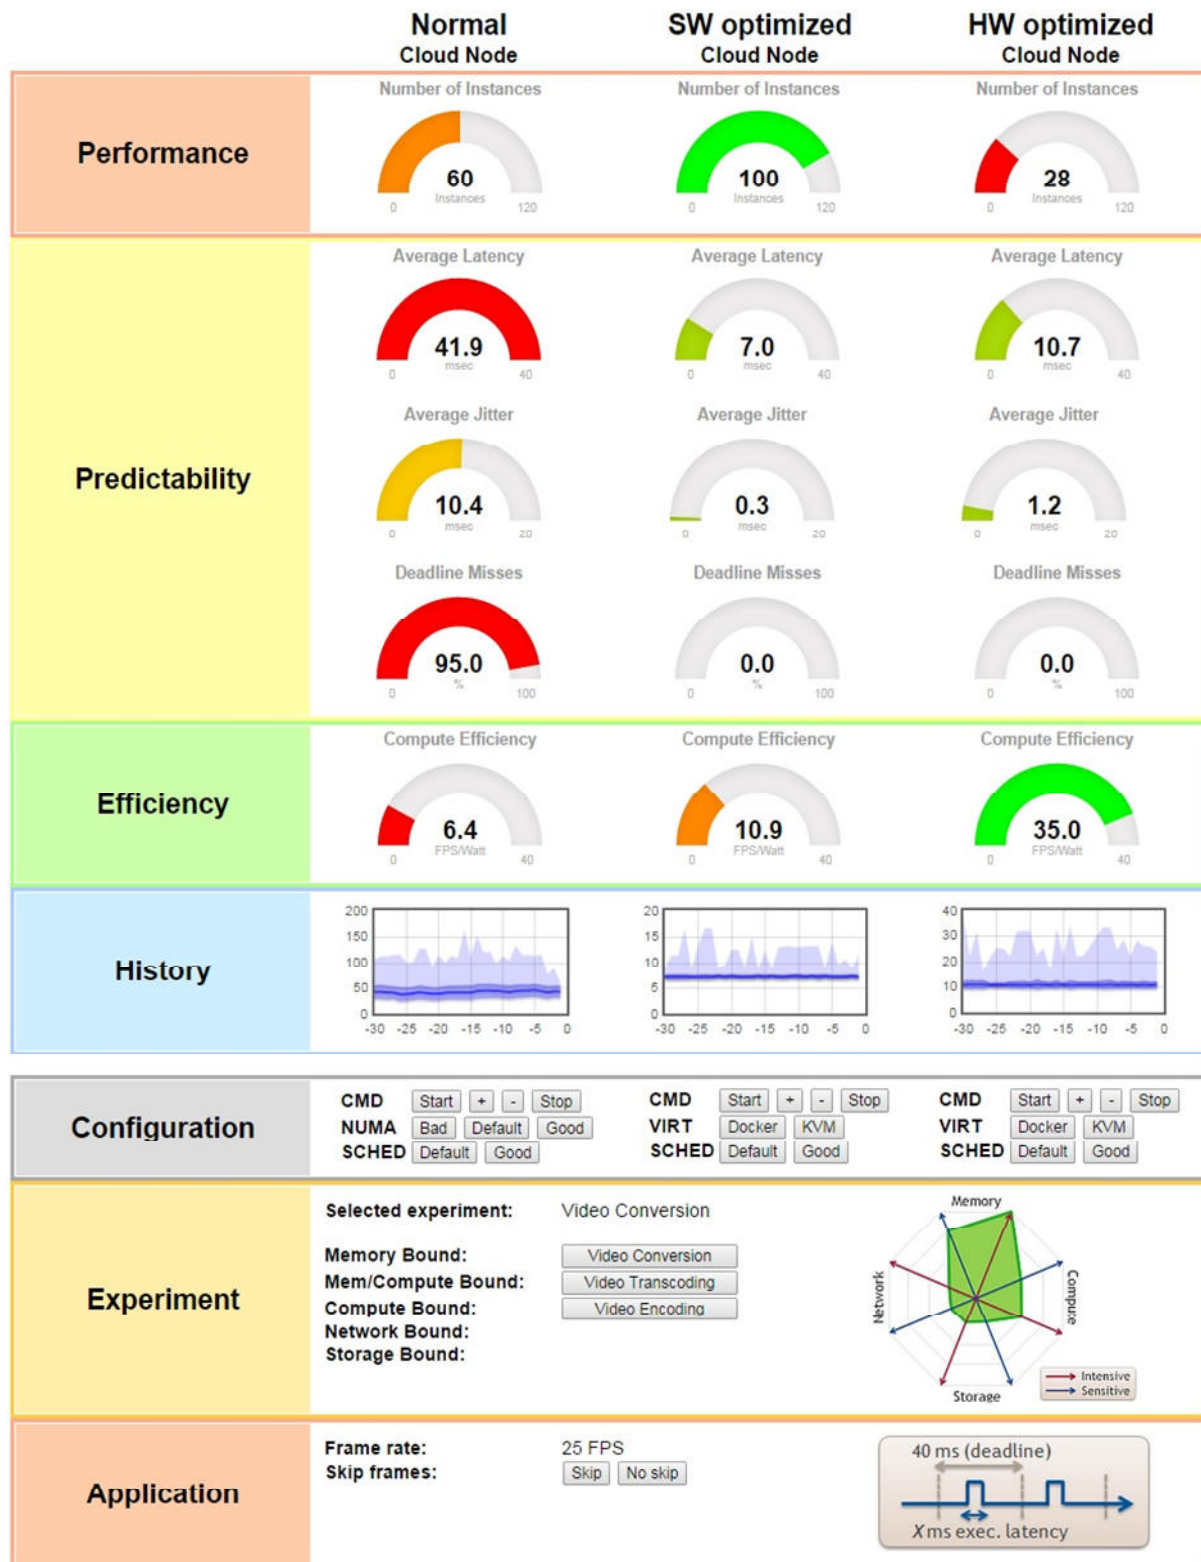 Normal SW optimized HW optimized
Cloud Node Cloud Node Cloud Node
Performance
Number of Instances Number of Instances Number of Instances
60 100 28
Instances Instances Instances
0 120 0 120 0 120
Predictability
Average Latency Average Latency Average Latency
41.9 7.0 10.7
msec msec msec
0 40 0 40 0 40
Average Jitter Average Jitter Average Jitter
10.4 0.3 1.2
msec msec msec
0 20 0 20 0 20
Deadline Misses Deadline Misses Deadline Misses
95.0 0.0 0.0
% % %
0 100 0 100 0 100
Efficiency
Compute Efficiency Compute Efficiency Compute Efficiency
6.4 10.9 35.0
FPS/Watt FPS/Watt FPS/Watt
0 40 0 40 0 40
History
200 20 40
150 15 30
100 10 20
50 5 10
0 0 0
-30 -25 -20 -15 -10 -5 0 -30 -25 -20 -15 -10 -5 0 -30 -25 -20 -15 -10 -5 0
Configuration
CMD Start + - Stop CMD Start + - Stop CMD Start + - Stop
NUMA Bad Default Good VIRT Docker KVM VIRT Docker KVM
SCHED Default Good SCHED Default Good SCHED Default Good
Experiment
Selected experiment: Video Conversion
Memory Bound: Video Conversion
Mem/Compute Bound: Video Transcoding
Compute Bound: Video Encoding
Network Bound:
Storage Bound:
Memory
Network
Compute
Storage
Intensive
Sensitive
Application
Frame rate: 25 FPS
Skip frames: Skip No skip
40 ms (deadline)
X ms exec. latency